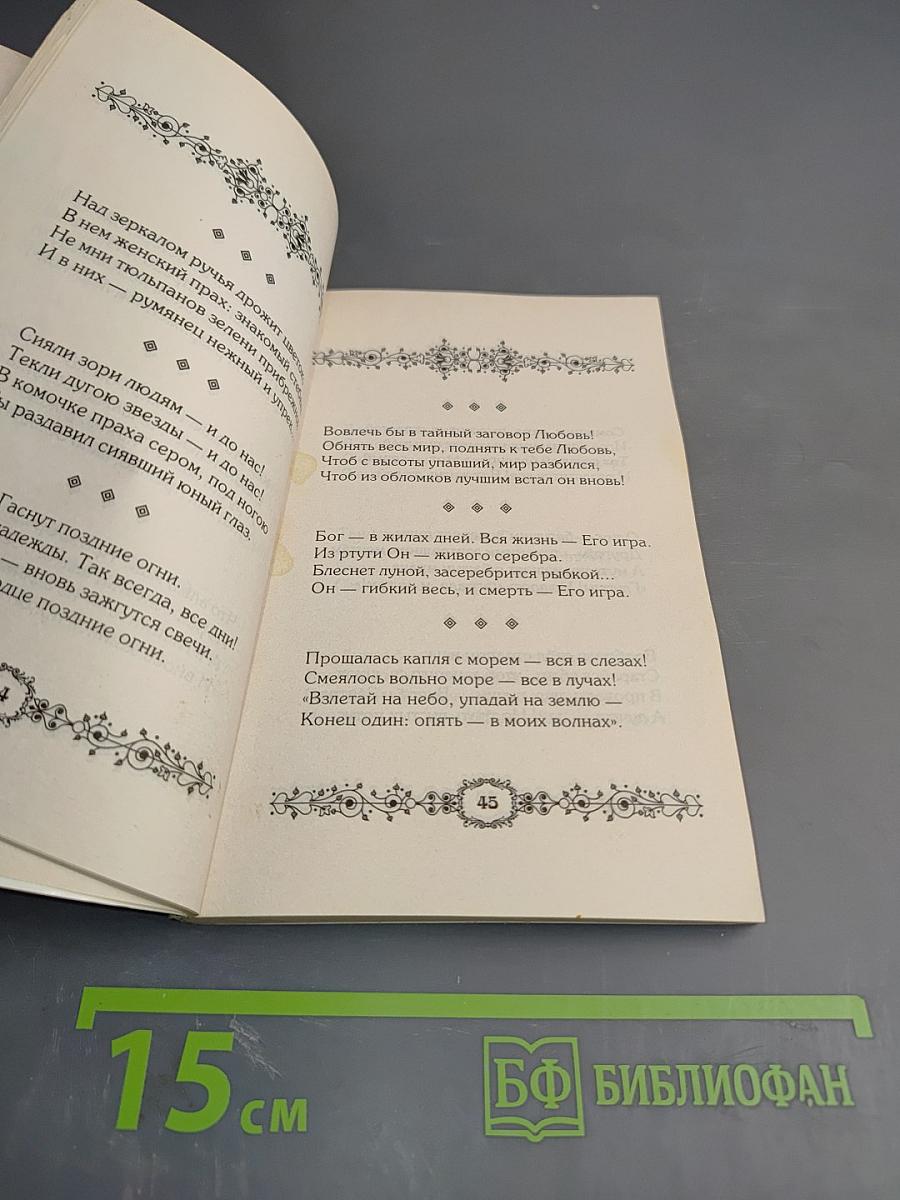 Над зеркалом ручья дрожит цветок
В нем женский прах: знакомый
Не мни тюльпанов зелени прибрежной
И в них — румянец нежный и упрек
Сияли зори людям — и до нас!
Текли дугою звезды — и до нас!
В комочке праха сером, под ногою
ы раздавил сиявший юный глаз.
Гаснут поздние огни.
надежды. Так всегда, все дни!
— вновь зажгутся свечи.
рдце поздние огни.
4
Вовлечь бы в тайный заговор Любовь!
Обнять весь мир, поднять к тебе Любовь,
Чтоб с высоты упавший, мир разбился,
Чтоб из обломков лучшим встал он вновь!
Бог — в жилах дней. Вся жизнь — Его игра.
Из ртути Он — живого серебра.
Блеснет луной, засеребрится рыбкой...
Он — гибкий весь, и смерть — Его игра.
Прощалась капля с морем — вся в слезах!
Смеялось вольно море — все в лучах!
«Взлетай на небо, упадай на землю —
Конец один: опять — в моих волнах».
45
15 см
БФ БИБЛИОФАН